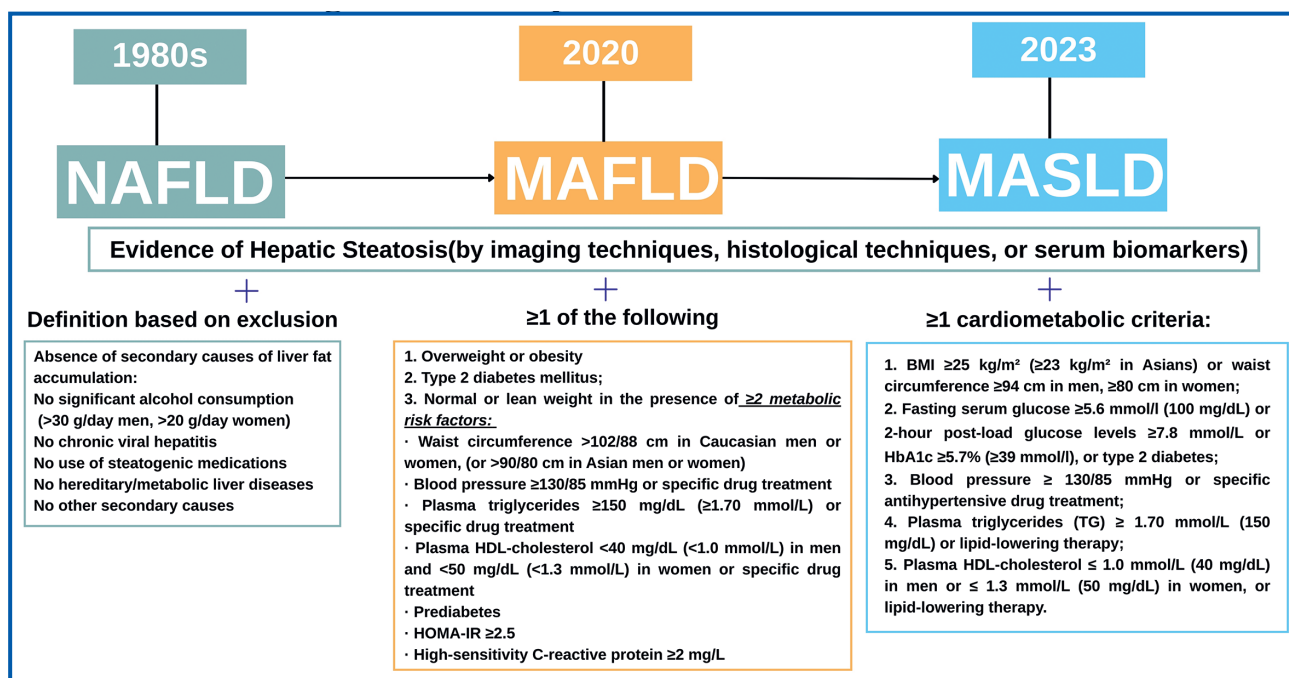 1980s
2020
2023
NAFLD
MAFLD
MASLD
Evidence of Hepatic Steatosis(by imaging techniques, histological techniques, or serum biomarkers)
Definition based on exclusion
Absence of secondary causes of liver fat
accumulation:
No significant alcohol consumption
(>30 g/day men, >20 g/day women)
No chronic viral hepatitis
No use of steatogenic medications
No hereditary/metabolic liver diseases
No other secondary causes
≥1 of the following
1. Overweight or obesity
2. Type 2 diabetes mellitus;
3. Normal or lean weight in the presence of ≥2 metabolic
risk factors:
· Waist circumference >102/88 cm in Caucasian men or
women, (or >90/80 cm in Asian men or women)
· Blood pressure ≥130/85 mmHg or specific drug treatment
· Plasma triglycerides ≥150 mg/dL (≥1.70 mmol/L) or
specific drug treatment
· Plasma HDL-cholesterol <40 mg/dL (<1.0 mmol/L) in men
and <50 mg/dL (<1.3 mmol/L) in women or specific drug
treatment
· Prediabetes
· HOMA-IR ≥2.5
· High-sensitivity C-reactive protein ≥2 mg/L
≥1 cardiometabolic criteria:
1. BMI ≥25 kg/m² (≥23 kg/m² in Asians) or waist
circumference ≥94 cm in men, ≥80 cm in women;
2. Fasting serum glucose ≥5.6 mmol/l (100 mg/dL) or
2-hour post-load glucose levels ≥7.8 mmol/L or
HbA1c ≥5.7% (≥39 mmol/l), or type 2 diabetes;
3. Blood pressure ≥ 130/85 mmHg or specific
antihypertensive drug treatment;
4. Plasma triglycerides (TG) ≥ 1.70 mmol/L (150
mg/dL) or lipid-lowering therapy;
5. Plasma HDL-cholesterol ≤ 1.0 mmol/L (40 mg/dL)
in men or ≤ 1.3 mmol/L (50 mg/dL) in women, or
lipid-lowering therapy.